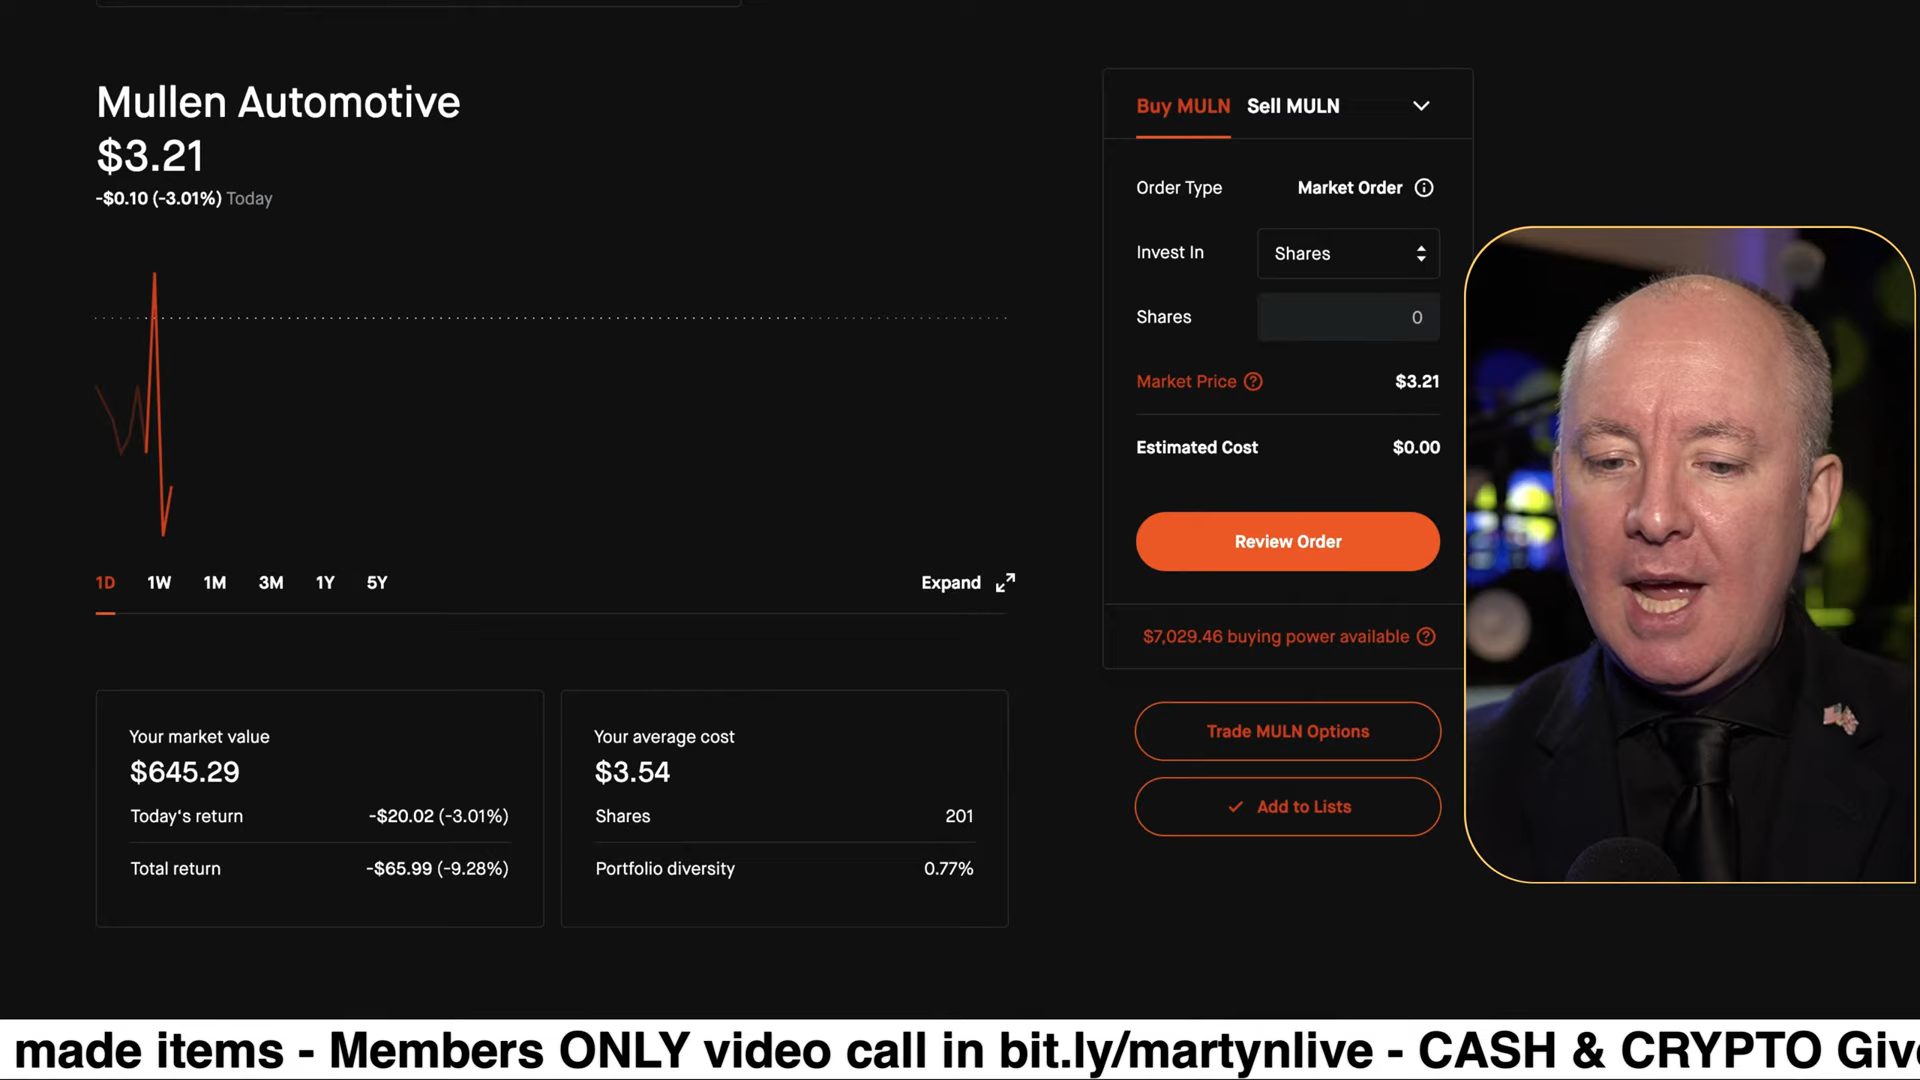 Mullen Automotive
$3.21
-$0.10 (-3.01%) Today
1D 1W 1M 3M 1Y 5Y Expand
Your market value
$645.29
Today's return -$20.02 (-3.01%)
Total return -$65.99 (-9.28%)
Your average cost
$3.54
Shares 201
Portfolio diversity 0.77%
Buy MULN Sell MULN
Order Type Market Order
Invest In Shares
Shares 0
Market Price $3.21
Estimated Cost $0.00
Review Order
$7,029.46 buying power available
Trade MULN Options
Add to Lists
made items - Members ONLY video call in bit.ly/martynlive - CASH & CRYPTO Give